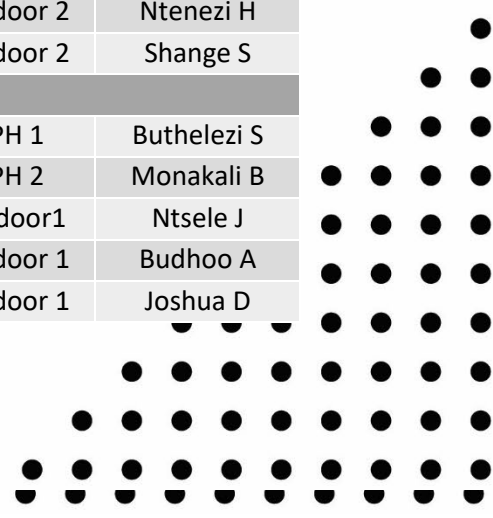 door 2 Ntenezi H
door 2 Shange S
PH 1 Buthelezi S
PH 2 Monakali B
door1 Ntsele J
door 1 Budhoo A
door 1 Joshua D